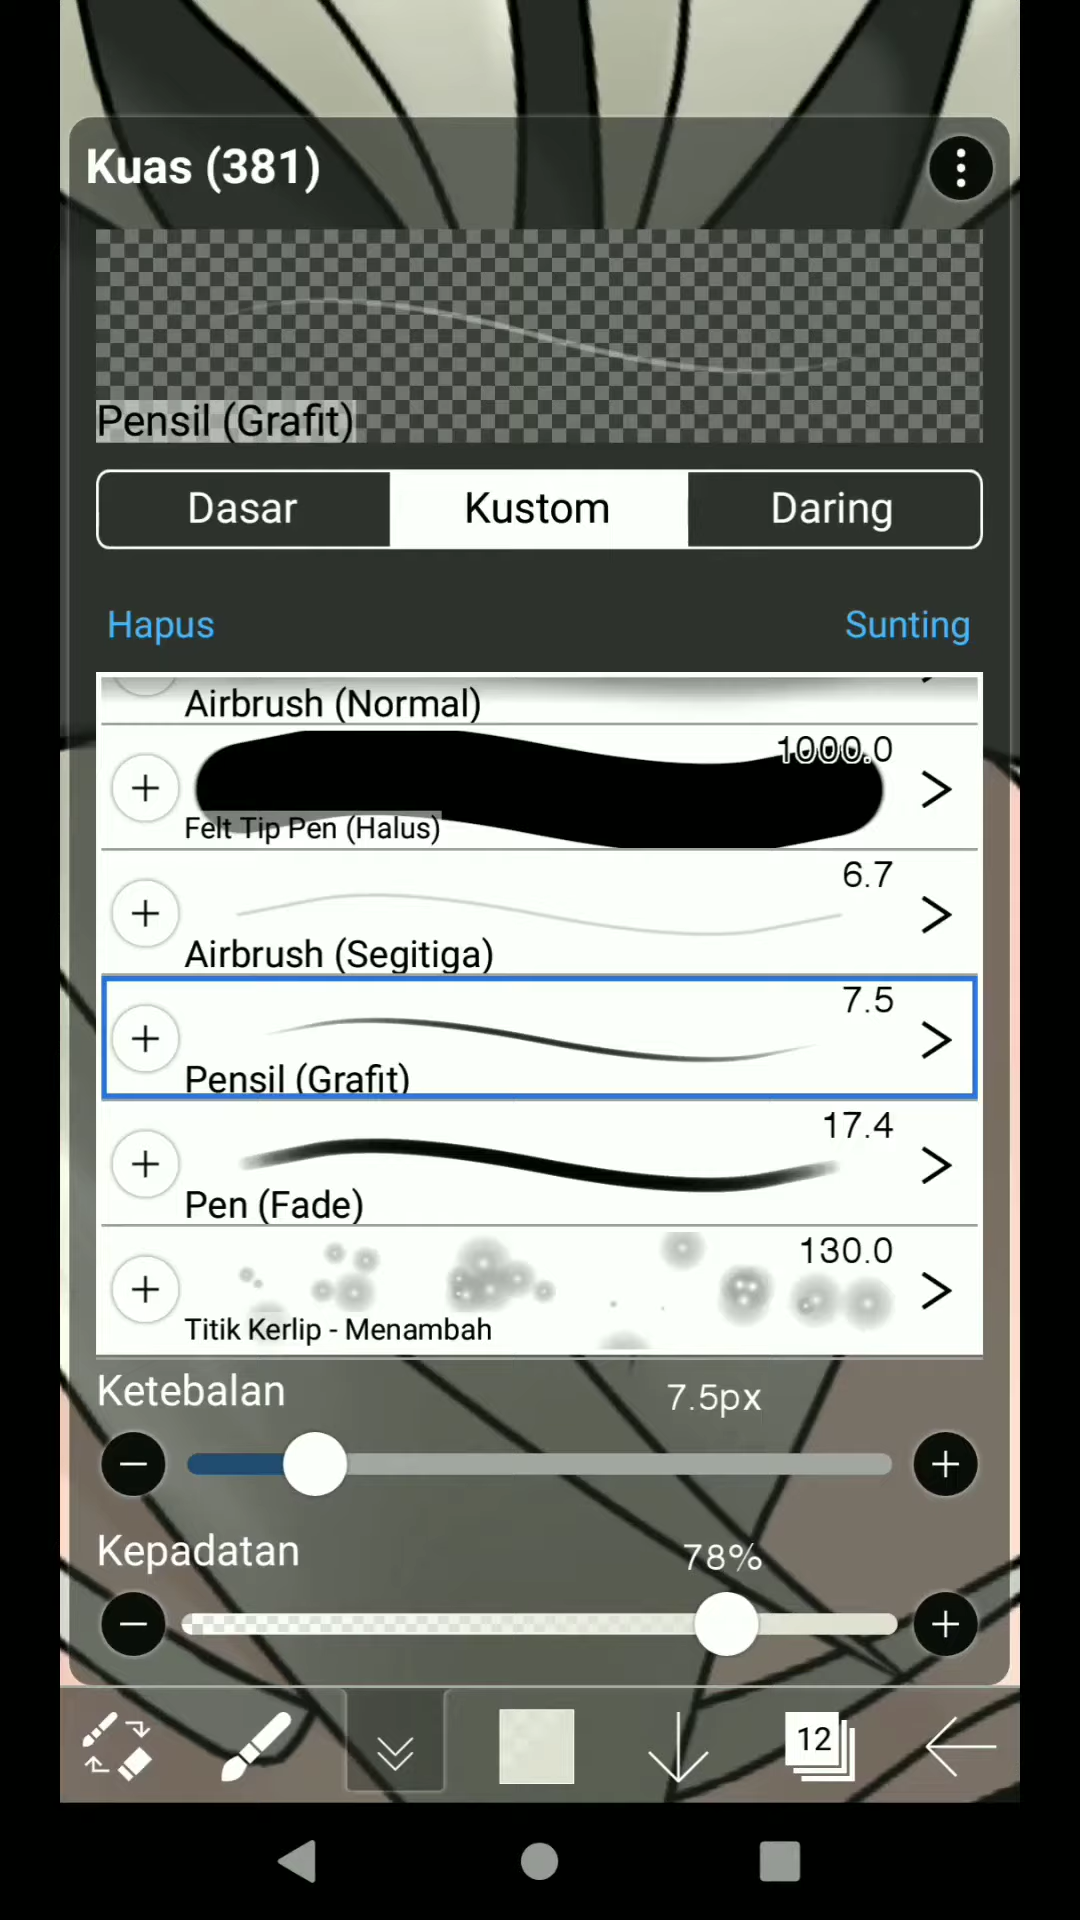 Kuas (381)
Pensil (Grafit)
Dasar
Kustom
Daring
Hapus
Sunting
Airbrush (Normal)
1000.0
Felt Tip Pen (Halus)
6.7
Airbrush (Segitiga)
7.5
Pensil (Grafit)
17.4
Pen (Fade)
130.0
Titik Kerlip - Menambah
Ketebalan
7.5px
Kepadatan
78%
12